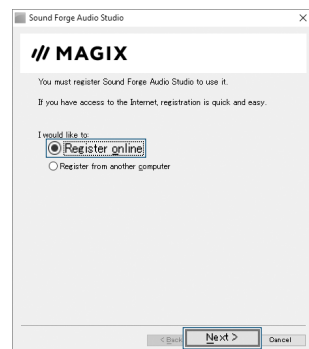 Sound Forge Audio Studio
MAGIX
You must register Sound Forge Audio Studio to use it.
If you have access to the Internet, registration is quick and easy.
I would like to:
Register online
Register from another computer
< Back Next > Cancel